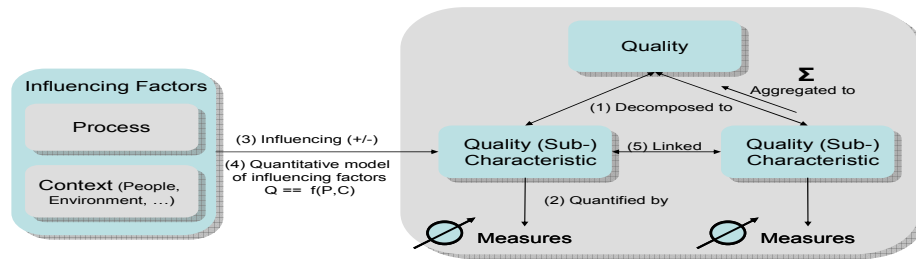 Influencing Factors
Process
Context (People,
Environment, ...)
(3) Influencing (+/-)
(4) Quantitative model
of influencing factors
Q == f(P,C)
Quality
Σ
Aggregated to
(1) Decomposed to
Quality (Sub-)
Characteristic
(5) Linked
Quality (Sub-)
Characteristic
(2) Quantified by
Measures
Measures